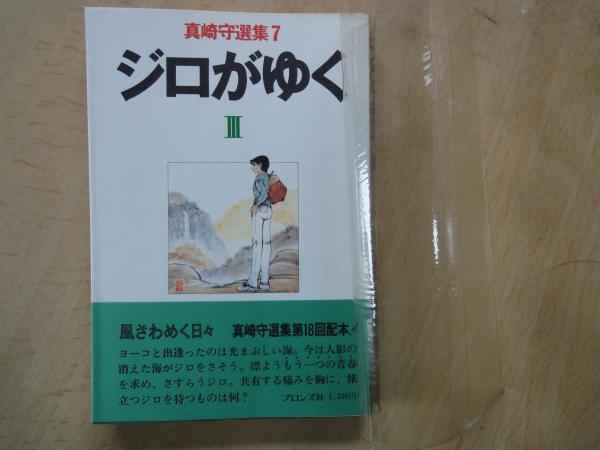 真崎守選集7
ジロがゆく
III
風さわめく日々 真崎守選集第18回配本
ヨーコと出逢ったのは光まぶしい海。今は人影の
消えた海がジロをさそう。漂ようもう一つの青春
を求め、さすらうジロ。共有する痛みを胸に、旅
立つジロを待つものは何?
ブロンズ社 1,200円